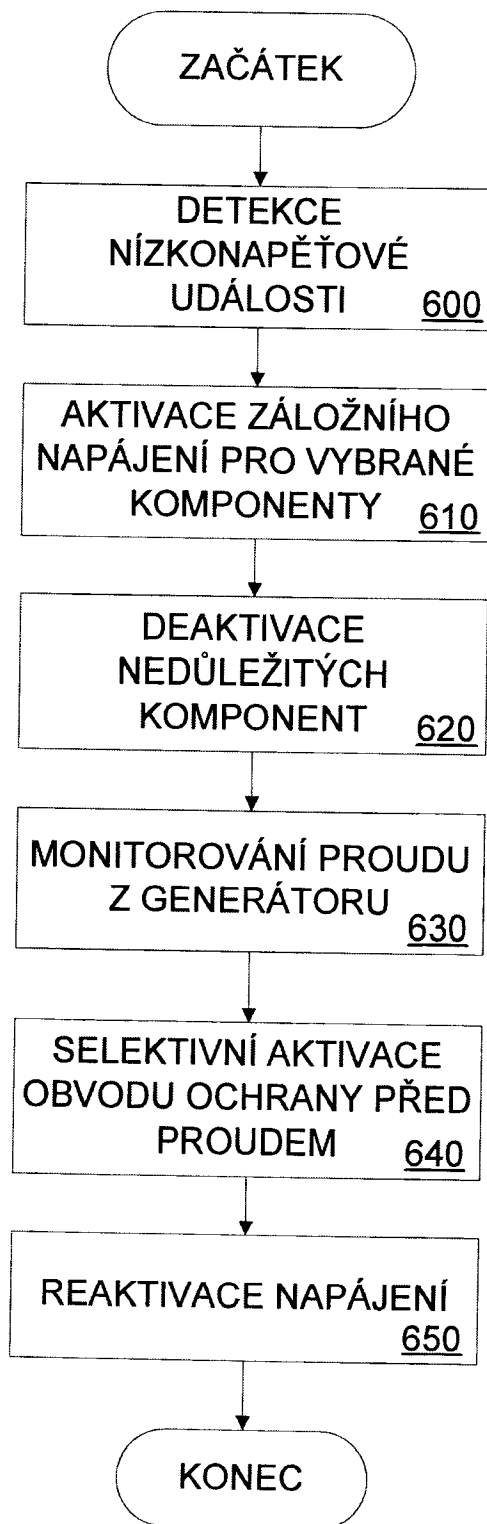 ZAČÁTEK
DETEKCE
NÍZKONAPĚŤOVÉ
UDÁLOSTI
600
AKTIVACE ZÁLOŽNÍHO
NAPÁJENÍ PRO VYBRANÉ
KOMPONENTY
610
DEAKTIVACE
NEDŮLEŽITÝCH
KOMPONENT
620
MONITOROVÁNÍ PROUDU
Z GENERÁTORU
630
SELEKTIVNÍ AKTIVACE
OBVODU OCHRANY PŘED
PROUDEM
640
REAKTIVACE NAPÁJENÍ
650
KONEC